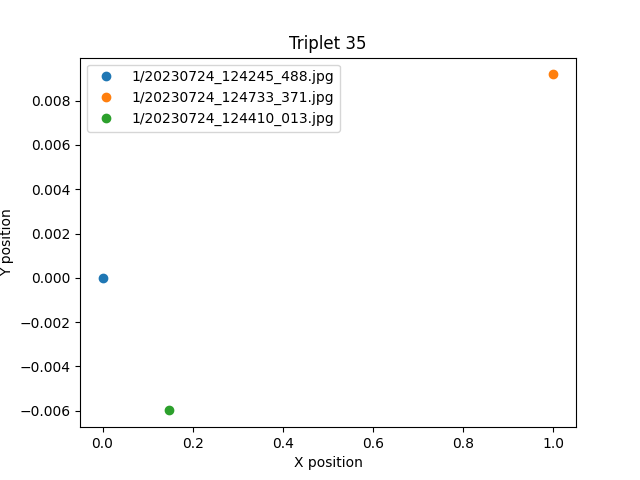 Triplet 35
1/20230724_124245_488.jpg
1/20230724_124733_371.jpg
1/20230724_124410_013.jpg
Y position
0.008
0.006
0.004
0.002
0.000
−0.002
−0.004
−0.006
0.0 0.2 0.4 0.6 0.8 1.0
X position